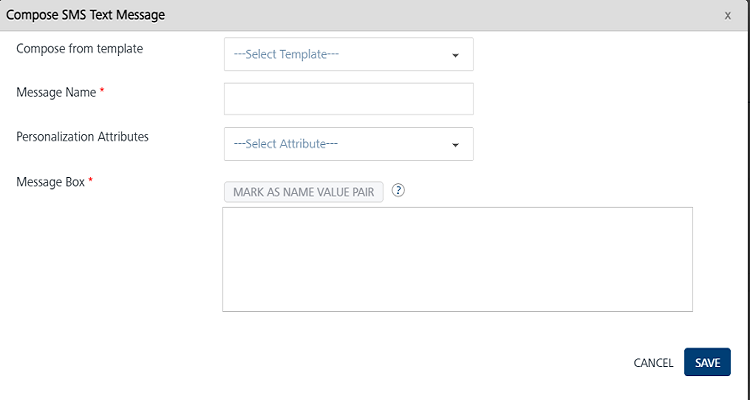 Compose SMS Text Message x
Compose from template ---Select Template---
Message Name *
Personalization Attributes ---Select Attribute---
Message Box * MARK AS NAME VALUE PAIR ?
CANCEL SAVE